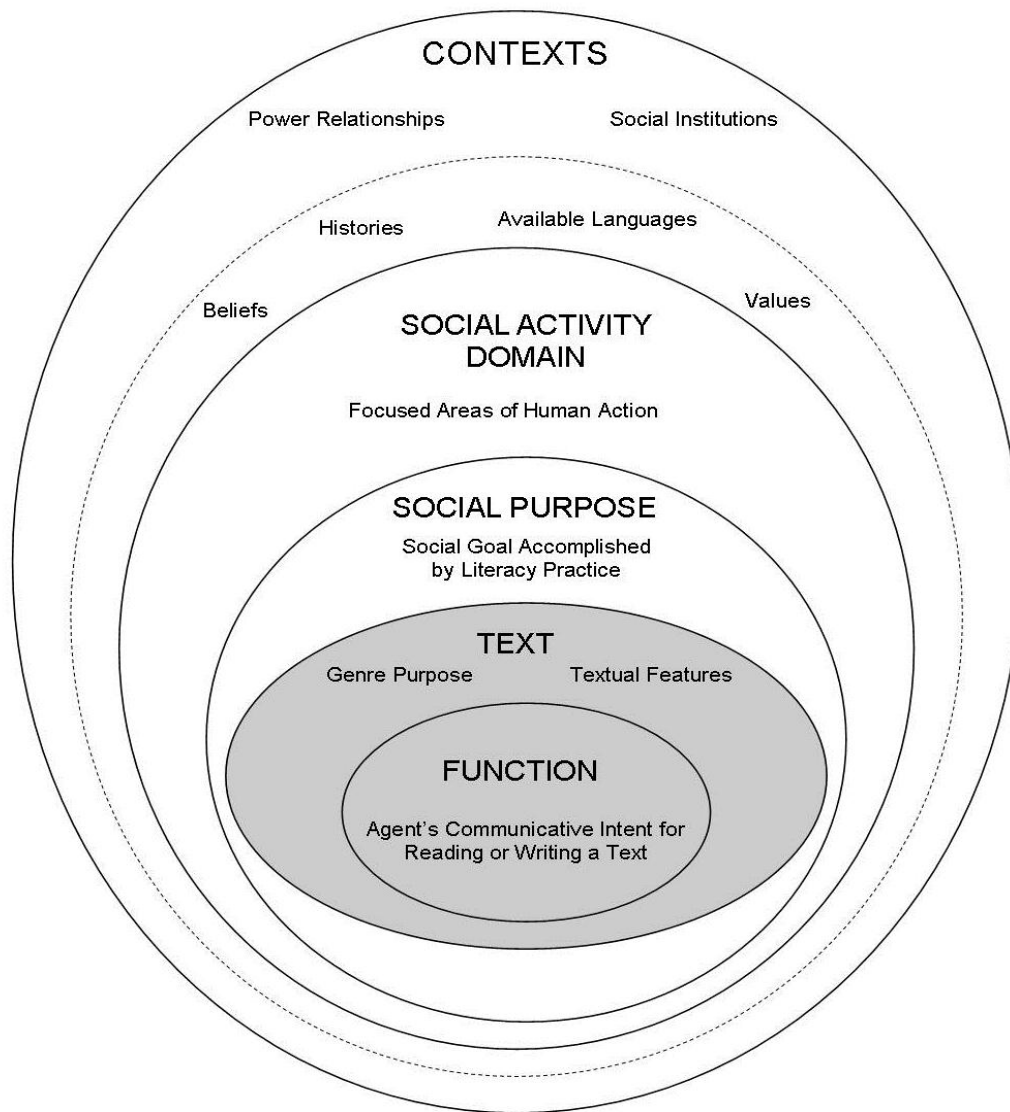 CONTEXTS
Power Relationships
Social Institutions
Histories
Available Languages
Beliefs
Values
SOCIAL ACTIVITY
DOMAIN
Focused Areas of Human Action
SOCIAL PURPOSE
Social Goal Accomplished
by Literacy Practice
TEXT
Genre Purpose
Textual Features
FUNCTION
Agent's Communicative Intent for
Reading or Writing a Text